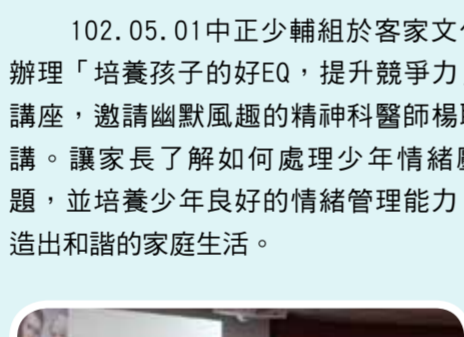 102.05.01中正少輔組於客家文
辦理「培養孩子的好EQ，提升競爭力
講座，邀請幽默風趣的精神科醫師楊
講。讓家長了解如何處理少年情緒
題，並培養少年良好的情緒管理能力
造出和諧的家庭生活。